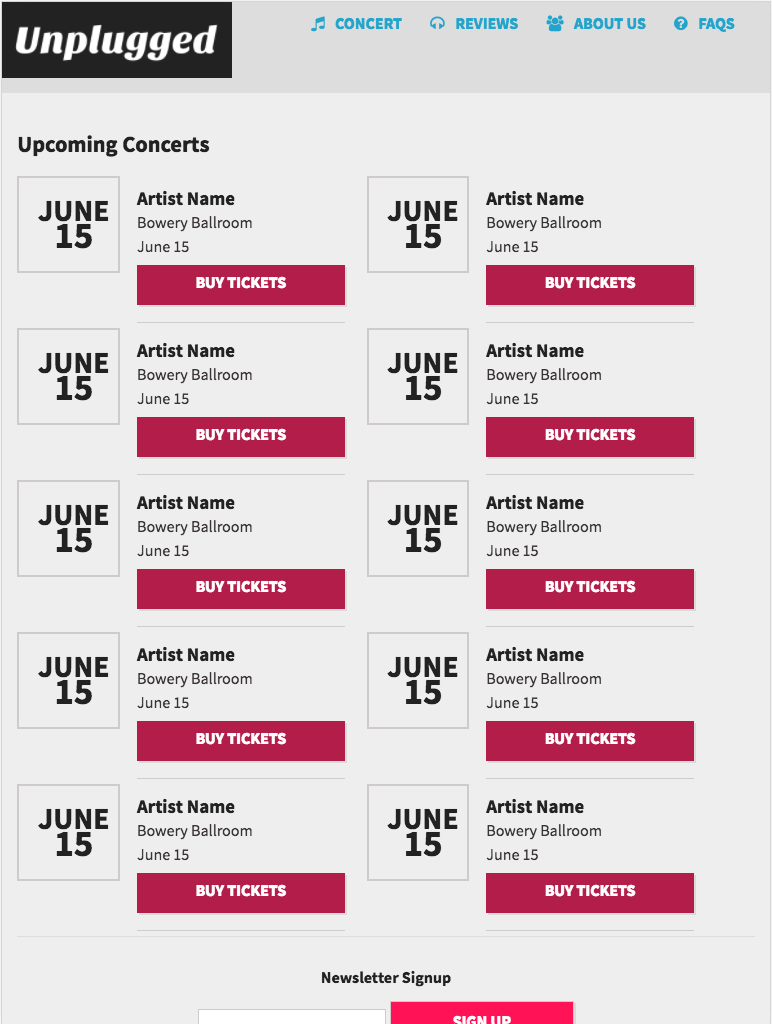 Unplugged
CONCERT REVIEWS ABOUT US FAQS
Upcoming Concerts
JUNE
15
Artist Name
Bowery Ballroom
June 15
BUY TICKETS
JUNE
15
Artist Name
Bowery Ballroom
June 15
BUY TICKETS
JUNE
15
Artist Name
Bowery Ballroom
June 15
BUY TICKETS
JUNE
15
Artist Name
Bowery Ballroom
June 15
BUY TICKETS
JUNE
15
Artist Name
Bowery Ballroom
June 15
BUY TICKETS
JUNE
15
Artist Name
Bowery Ballroom
June 15
BUY TICKETS
JUNE
15
Artist Name
Bowery Ballroom
June 15
BUY TICKETS
JUNE
15
Artist Name
Bowery Ballroom
June 15
BUY TICKETS
JUNE
15
Artist Name
Bowery Ballroom
June 15
BUY TICKETS
JUNE
15
Artist Name
Bowery Ballroom
June 15
BUY TICKETS
Newsletter Signup
SIGN UP